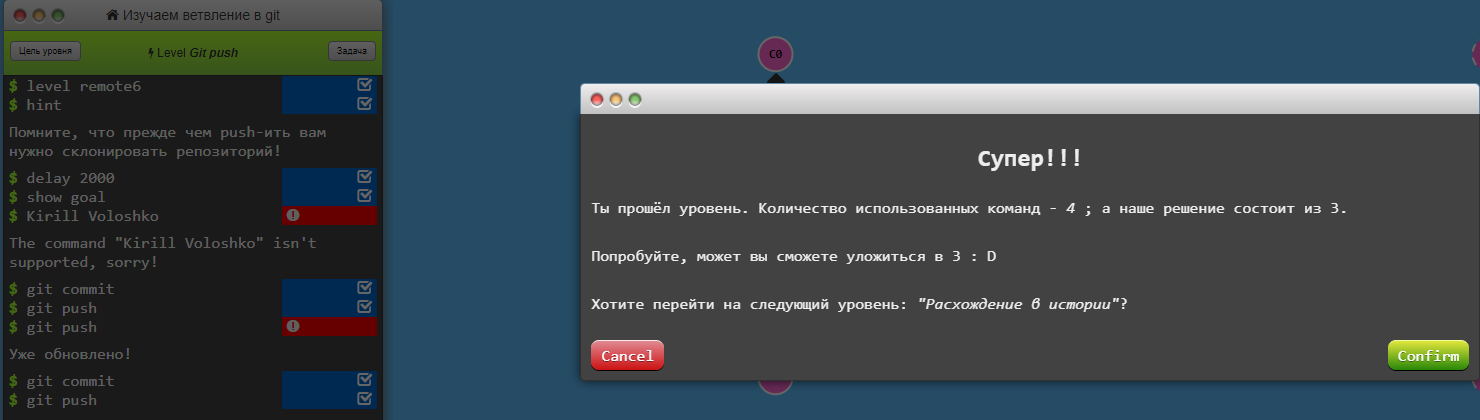 Изучаем ветвление в git
Цель уровня
Level Git push
Задача
$ level remote6
$ hint
Помните, что прежде чем push-ить вам
нужно склонировать репозиторий!
$ delay 2000
$ show goal
$ Kirill Voloshko
The command "Kirill Voloshko" isn't
supported, sorry!
$ git commit
$ git push
$ git push
Уже обновлено!
$ git commit
$ git push
C0
Супер!!!
Ты прошёл уровень. Количество использованных команд - 4 ; а наше решение состоит из 3.
Попробуйте, может вы сможете уложиться в 3 : D
Хотите перейти на следующий уровень: "Расхождение в истории"?
Cancel
Confirm